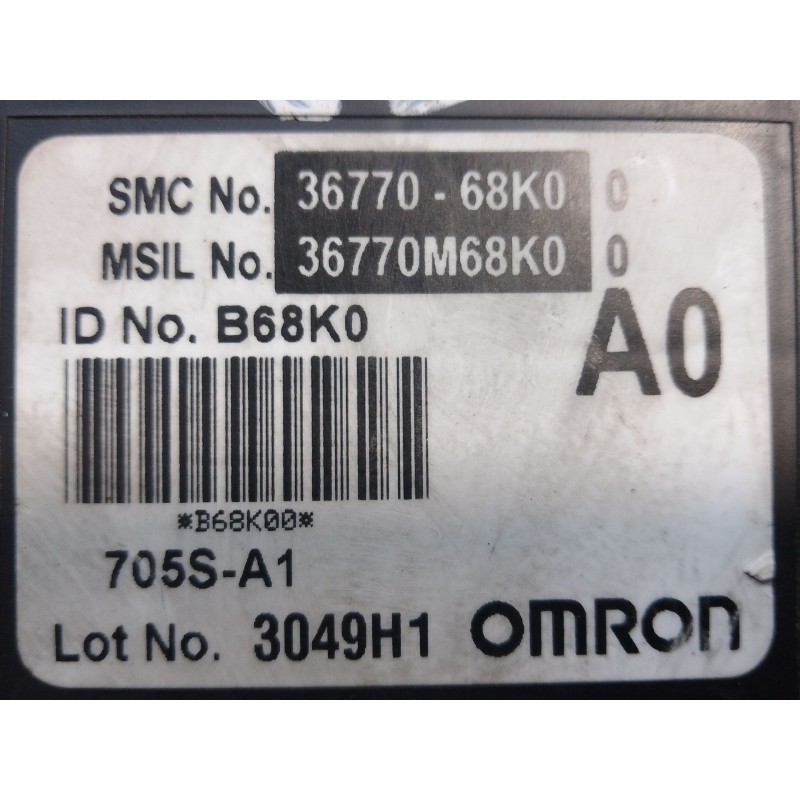 SMC No. 36770 - 68K0 0
MSIL No. 36770M68K0 0
ID No. B68K0
A0
*B68K00*
705S-A1
Lot No. 3049H1 OMRON